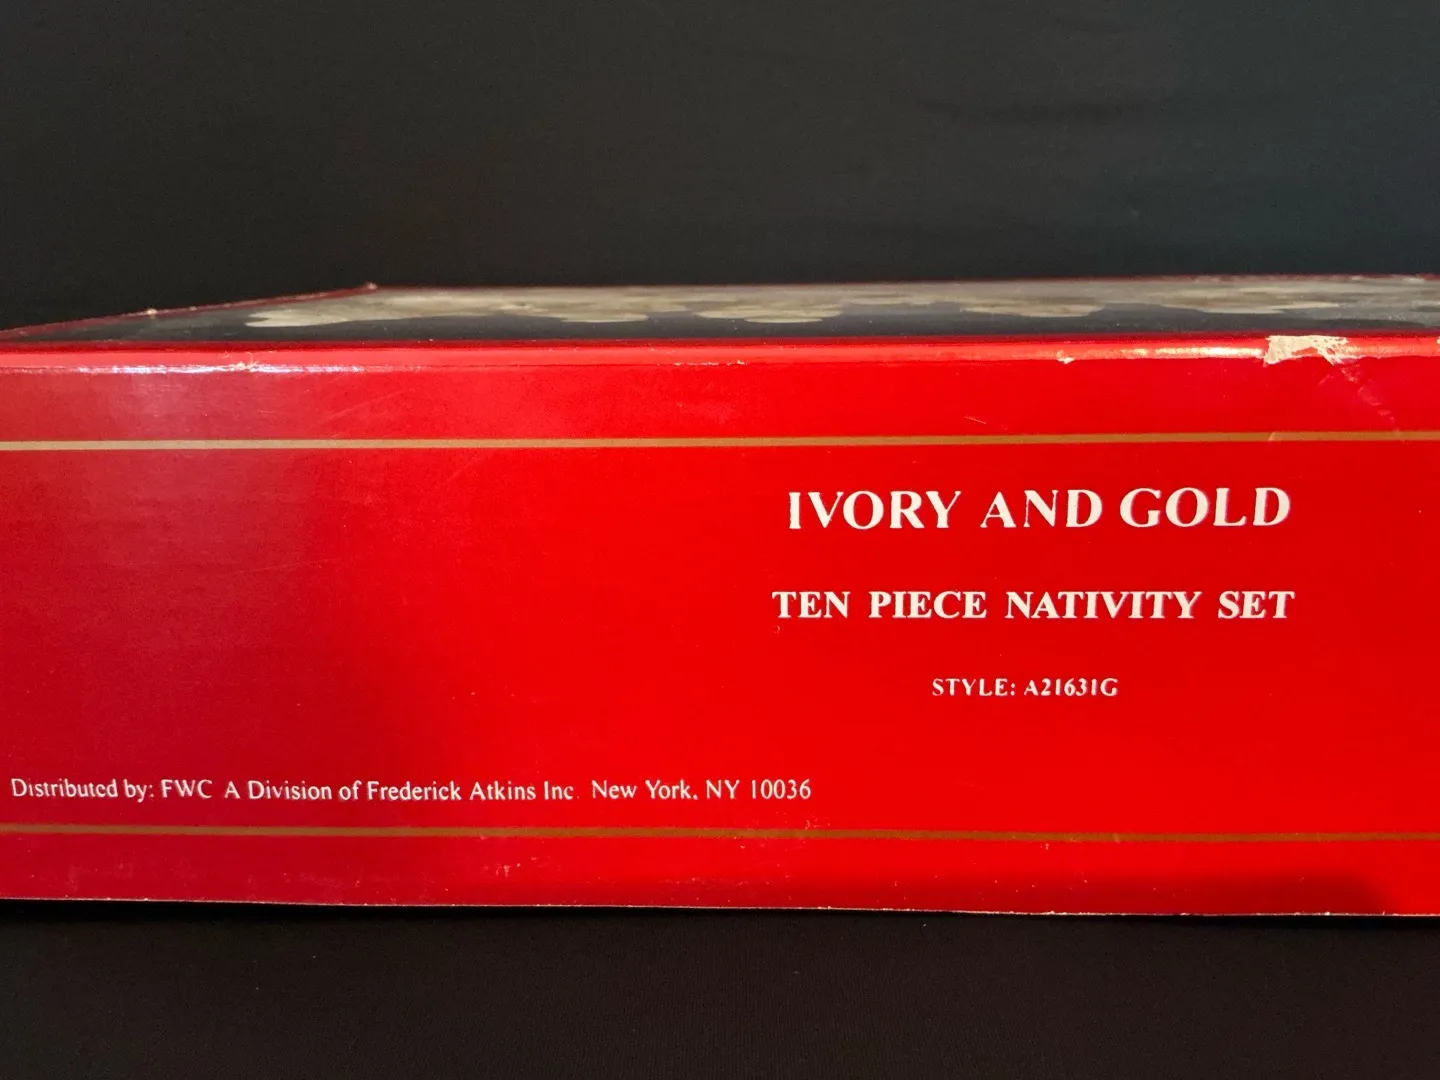 IVORY AND GOLD
TEN PIECE NATIVITY SET
STYLE: A21631G
Distributed by: FWC A Division of Frederick Atkins Inc. New York, NY 10036